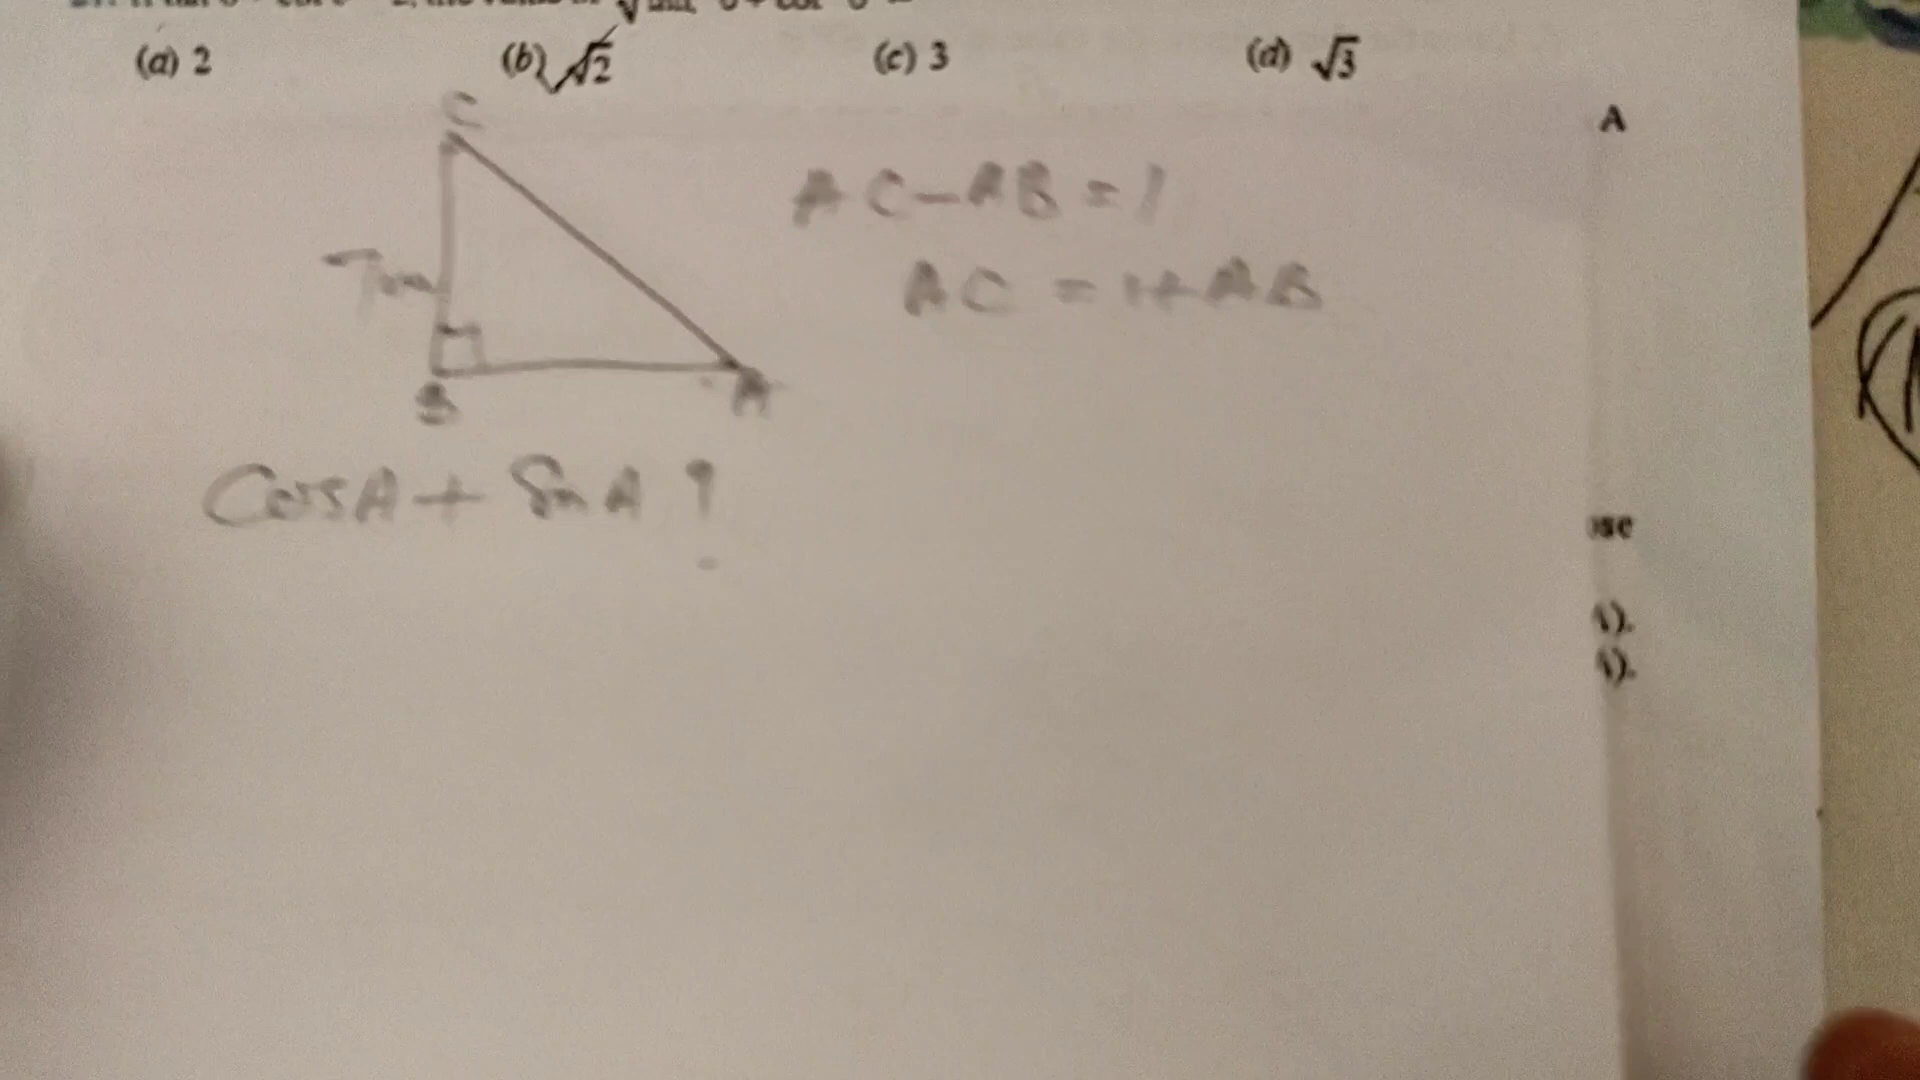 (a) 2 (b) √2 (c) 3 (d) √3
A
C
AC-AB=1
7cm
AC = 1+AB
B A
CosA + SinA ?
se